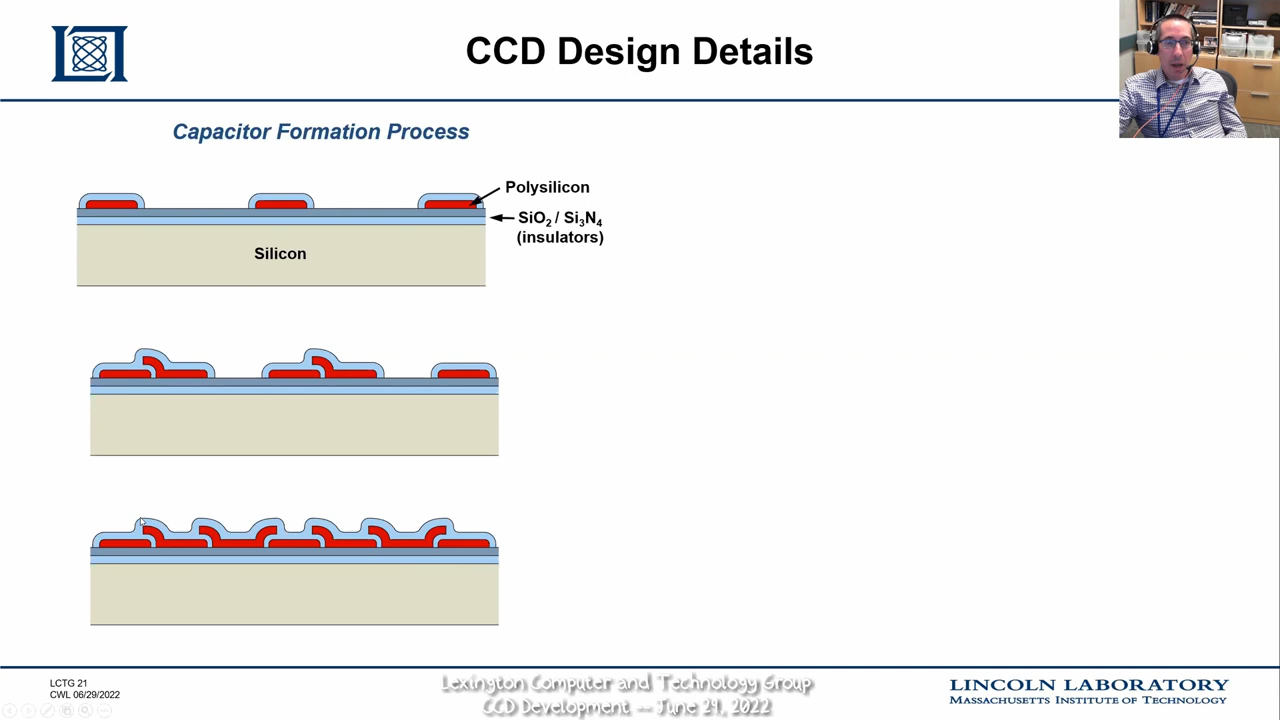 CCD Design Details
Capacitor Formation Process
Polysilicon
SiO2 / Si3N4
(insulators)
Silicon
LCTG 21
CWL 06/29/2022
Lexington Computer and Technology Group
CCD Development -- June 29, 2022
LINCOLN LABORATORY
MASSACHUSETTS INSTITUTE OF TECHNOLOGY